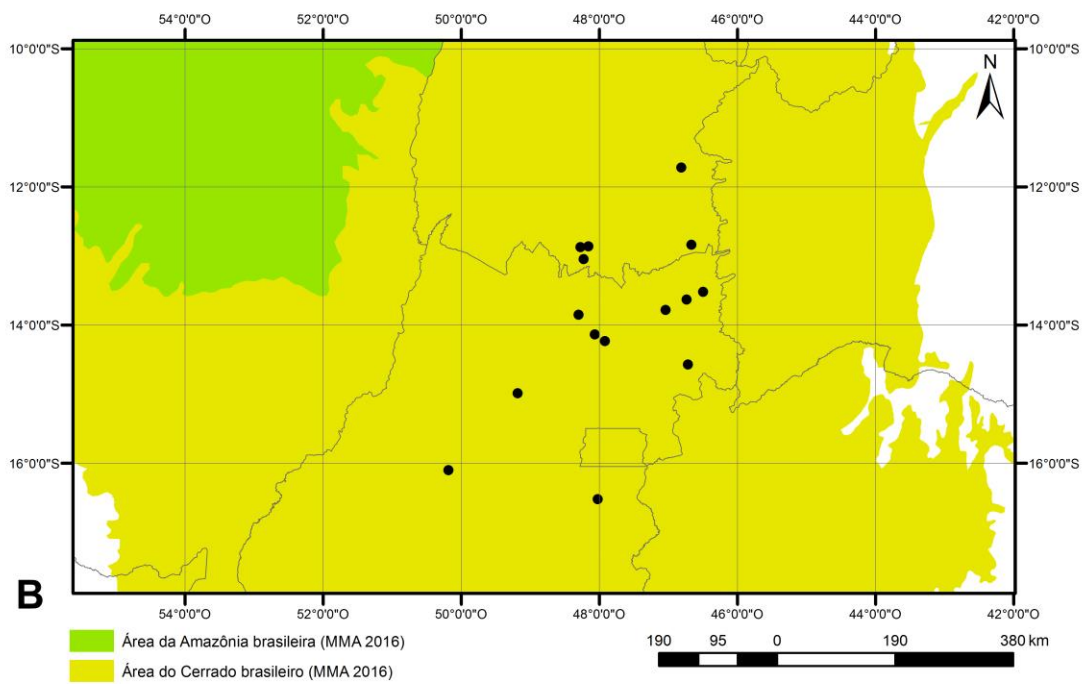 54°0'0"O 52°0'0"O 50°0'0"O 48°0'0"O 46°0'0"O 44°0'0"O 42°0'0"O
10°0'0"S 10°0'0"S
N
12°0'0"S 12°0'0"S
14°0'0"S 14°0'0"S
16°0'0"S 16°0'0"S
B
54°0'0"O 52°0'0"O 50°0'0"O 48°0'0"O 46°0'0"O 44°0'0"O 42°0'0"O
Área da Amazônia brasileira (MMA 2016)
Área do Cerrado brasileiro (MMA 2016)
190 95 0 190 380 km